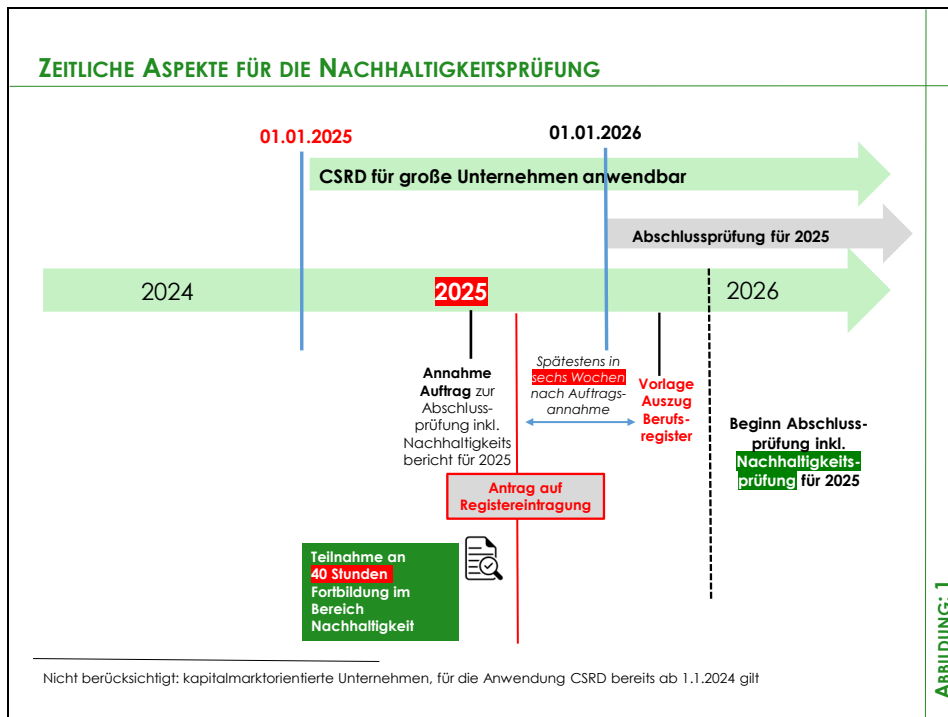 ZEITLICHE ASPEKTE FÜR DIE NACHHALTIGKEITSPRÜFUNG
01.01.2025
01.01.2026
CSRD für große Unternehmen anwendbar
Abschlussprüfung für 2025
2024
2025
2026
Annahme
Auftrag zur
Abschluss-
prüfung inkl.
Nachhaltigkeits
bericht für 2025
Spätestens in
sechs Wochen
nach Auftrags-
annahme
Vorlage
Auszug
Berufs-
register
Beginn Abschluss-
prüfung inkl.
Nachhaltigkeits-
prüfung für 2025
Antrag auf
Registereintragung
Teilnahme an
40 Stunden
Fortbildung im
Bereich
Nachhaltigkeit
Nicht berücksichtigt: kapitalmarktorientierte Unternehmen, für die Anwendung CSRD bereits ab 1.1.2024 gilt
ABBILDUNG: 1